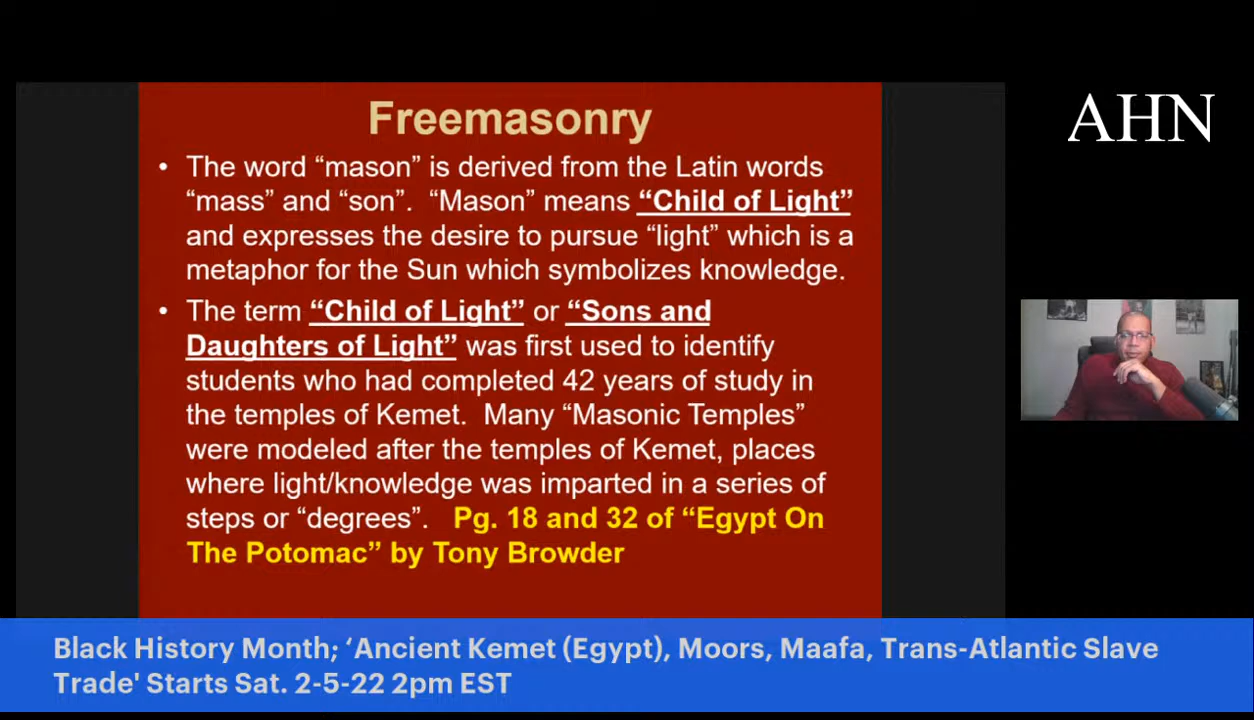 Freemasonry
• The word “mason” is derived from the Latin words
“mass” and “son”. “Mason” means “Child of Light”
and expresses the desire to pursue “light” which is a
metaphor for the Sun which symbolizes knowledge.
• The term “Child of Light” or “Sons and
Daughters of Light” was first used to identify
students who had completed 42 years of study in
the temples of Kemet. Many “Masonic Temples”
were modeled after the temples of Kemet, places
where light/knowledge was imparted in a series of
steps or “degrees”. Pg. 18 and 32 of “Egypt On
The Potomac” by Tony Browder
AHN
Black History Month; ‘Ancient Kemet (Egypt), Moors, Maafa, Trans-Atlantic Slave
Trade' Starts Sat. 2-5-22 2pm EST